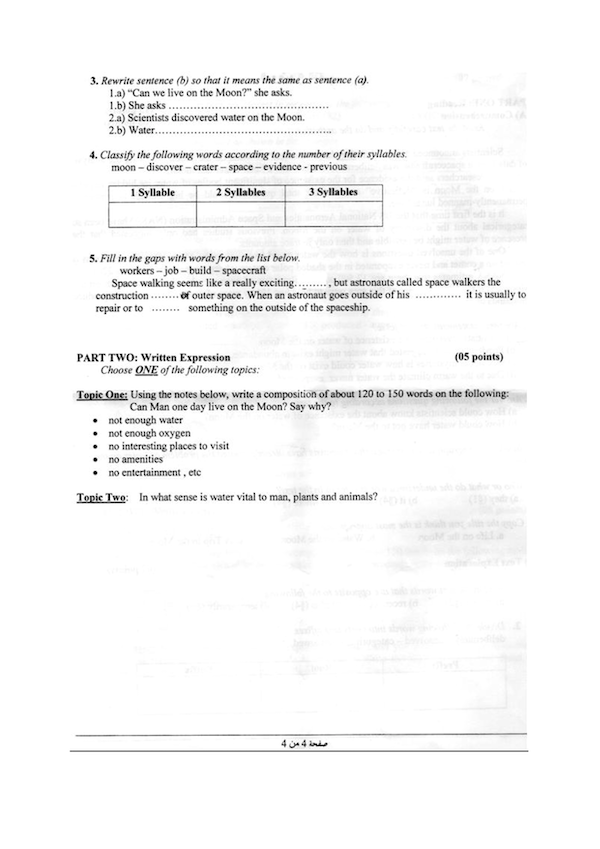 3. Rewrite sentence (b) so that it means the same as sentence (a).
1.a) “Can we live on the Moon?” she asks.
1.b) She asks ……………………………………
2.a) Scientists discovered water on the Moon.
2.b) Water……………………………………..
4. Classify the following words according to the number of their syllables.
moon – discover – crater – space – evidence - previous
1 Syllable 2 Syllables 3 Syllables
5. Fill in the gaps with words from the list below.
workers – job – build – spacecraft
Space walking seems like a really exciting……… , but astronauts called space walkers the
construction …….. of outer space. When an astronaut goes outside of his …………. it is usually to
repair or to …….. something on the outside of the spaceship.
PART TWO: Written Expression (05 points)
Choose ONE of the following topics:
Topic One: Using the notes below, write a composition of about 120 to 150 words on the following:
Can Man one day live on the Moon? Say why?
• not enough water
• not enough oxygen
• no interesting places to visit
• no amenities
• no entertainment , etc
Topic Two: In what sense is water vital to man, plants and animals?
صفحة 4 من 4